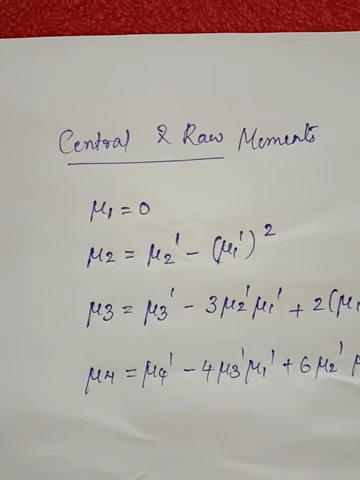 Central & Raw Moments
μ1 = 0
μ2 = μ2' - (μ1')2
μ3 = μ3' - 3μ2'μ1' + 2(μ1
μ4 = μ4' - 4μ3'μ1' + 6μ2' μ